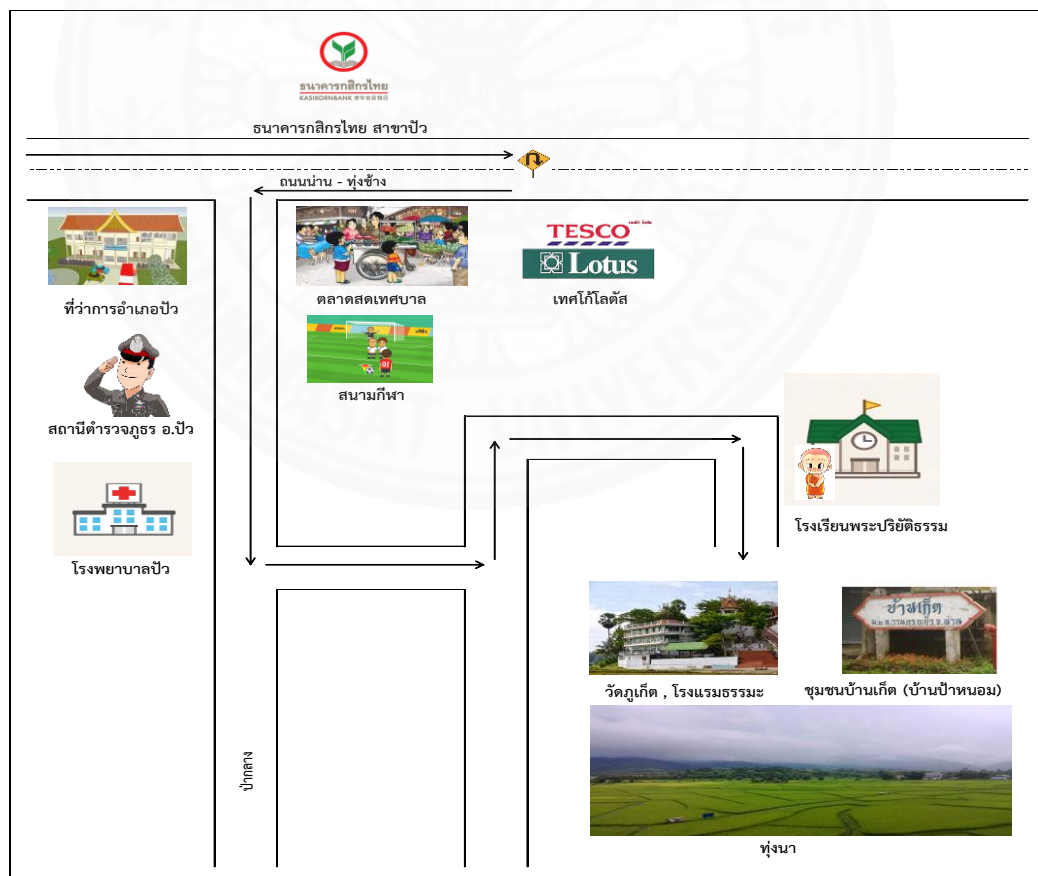 ธนาคารกสิกรไทย
KASIKORNBANK
ธนาคารกสิกรไทย สาขาปัว
ถนนน่าน - ทุ่งช้าง
TESCO
Lotus
ที่ว่าการอำเภอปัว
ตลาดสดเทศบาล
เทศโก้โลตัส
สนามกีฬา
สถานีตำรวจภูธร อ.ปัว
โรงเรียนพระปริยัติธรรม
โรงพยาบาลปัว
บ้านเก็ต
วัดภูเก็ต , โรงแรมธรรมะ
ชุมชนบ้านเก็ต (บ้านป้าหนอม)
ป่ากลาง
ทุ่งนา